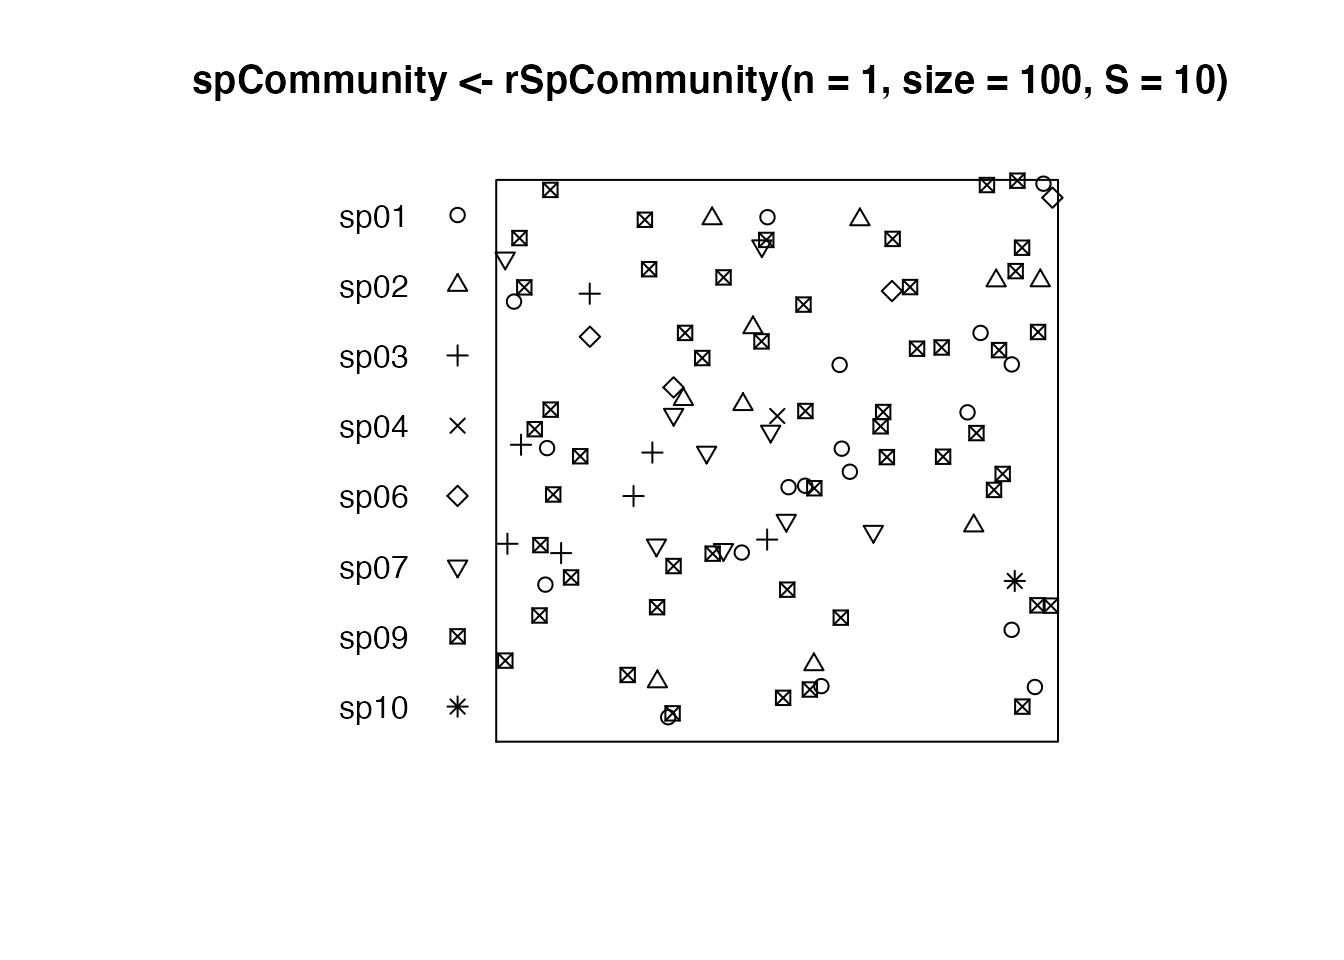 spCommunity <- rSpCommunity(n = 1, size = 100, S = 10)
sp01
sp02
sp03
sp04
sp06
sp07
sp09
sp10